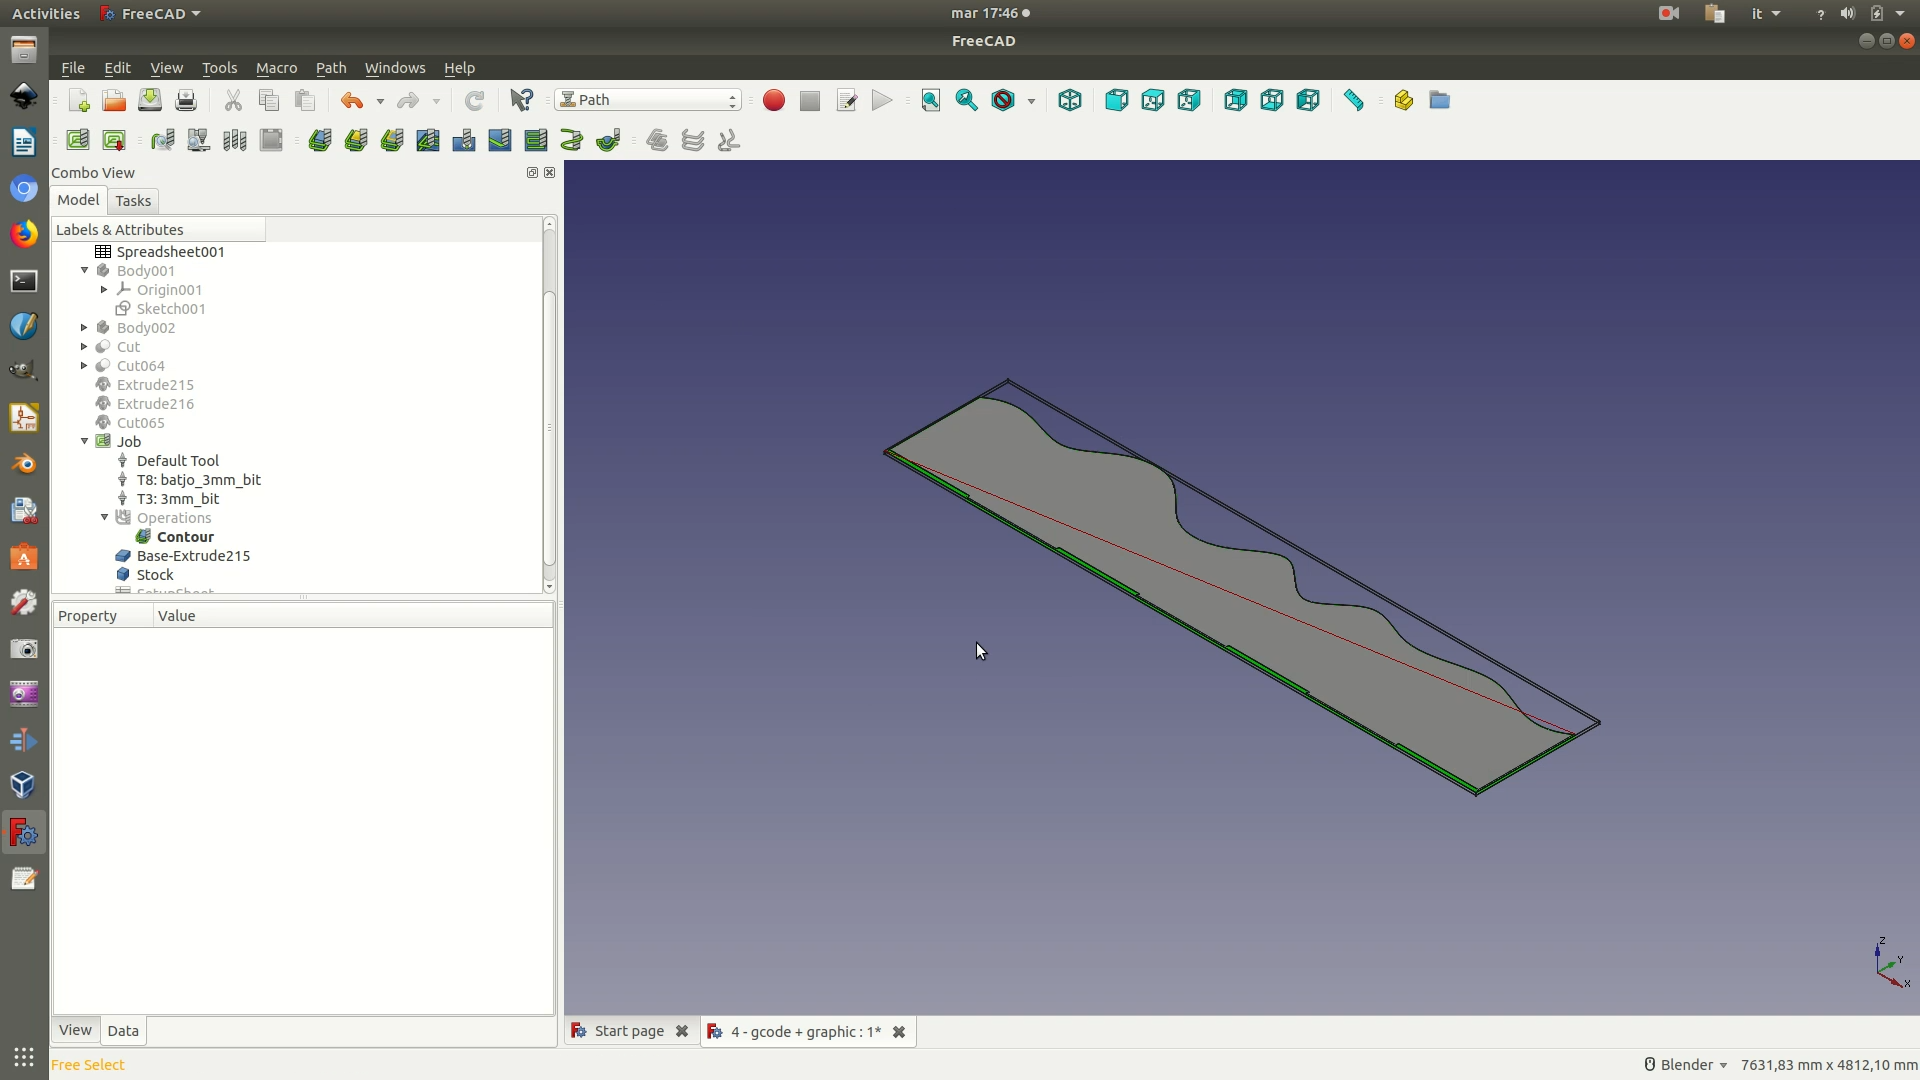 Activities FreeCAD mar 17:46 it ?
FreeCAD
File Edit View Tools Macro Path Windows Help
Path
Combo View
Model Tasks
Labels & Attributes
Spreadsheet001
Body001
Origin001
Sketch001
Body002
Cut
Cut064
Extrude215
Extrude216
Cut065
Job
Default Tool
T8: batjo_3mm_bit
T3: 3mm_bit
Operations
Contour
Base-Extrude215
Stock
SetupSheet
Property Value
Z
Y
X
View Data
Start page 4 - gcode + graphic : 1*
Free Select Blender 7631,83 mm x 4812,10 mm